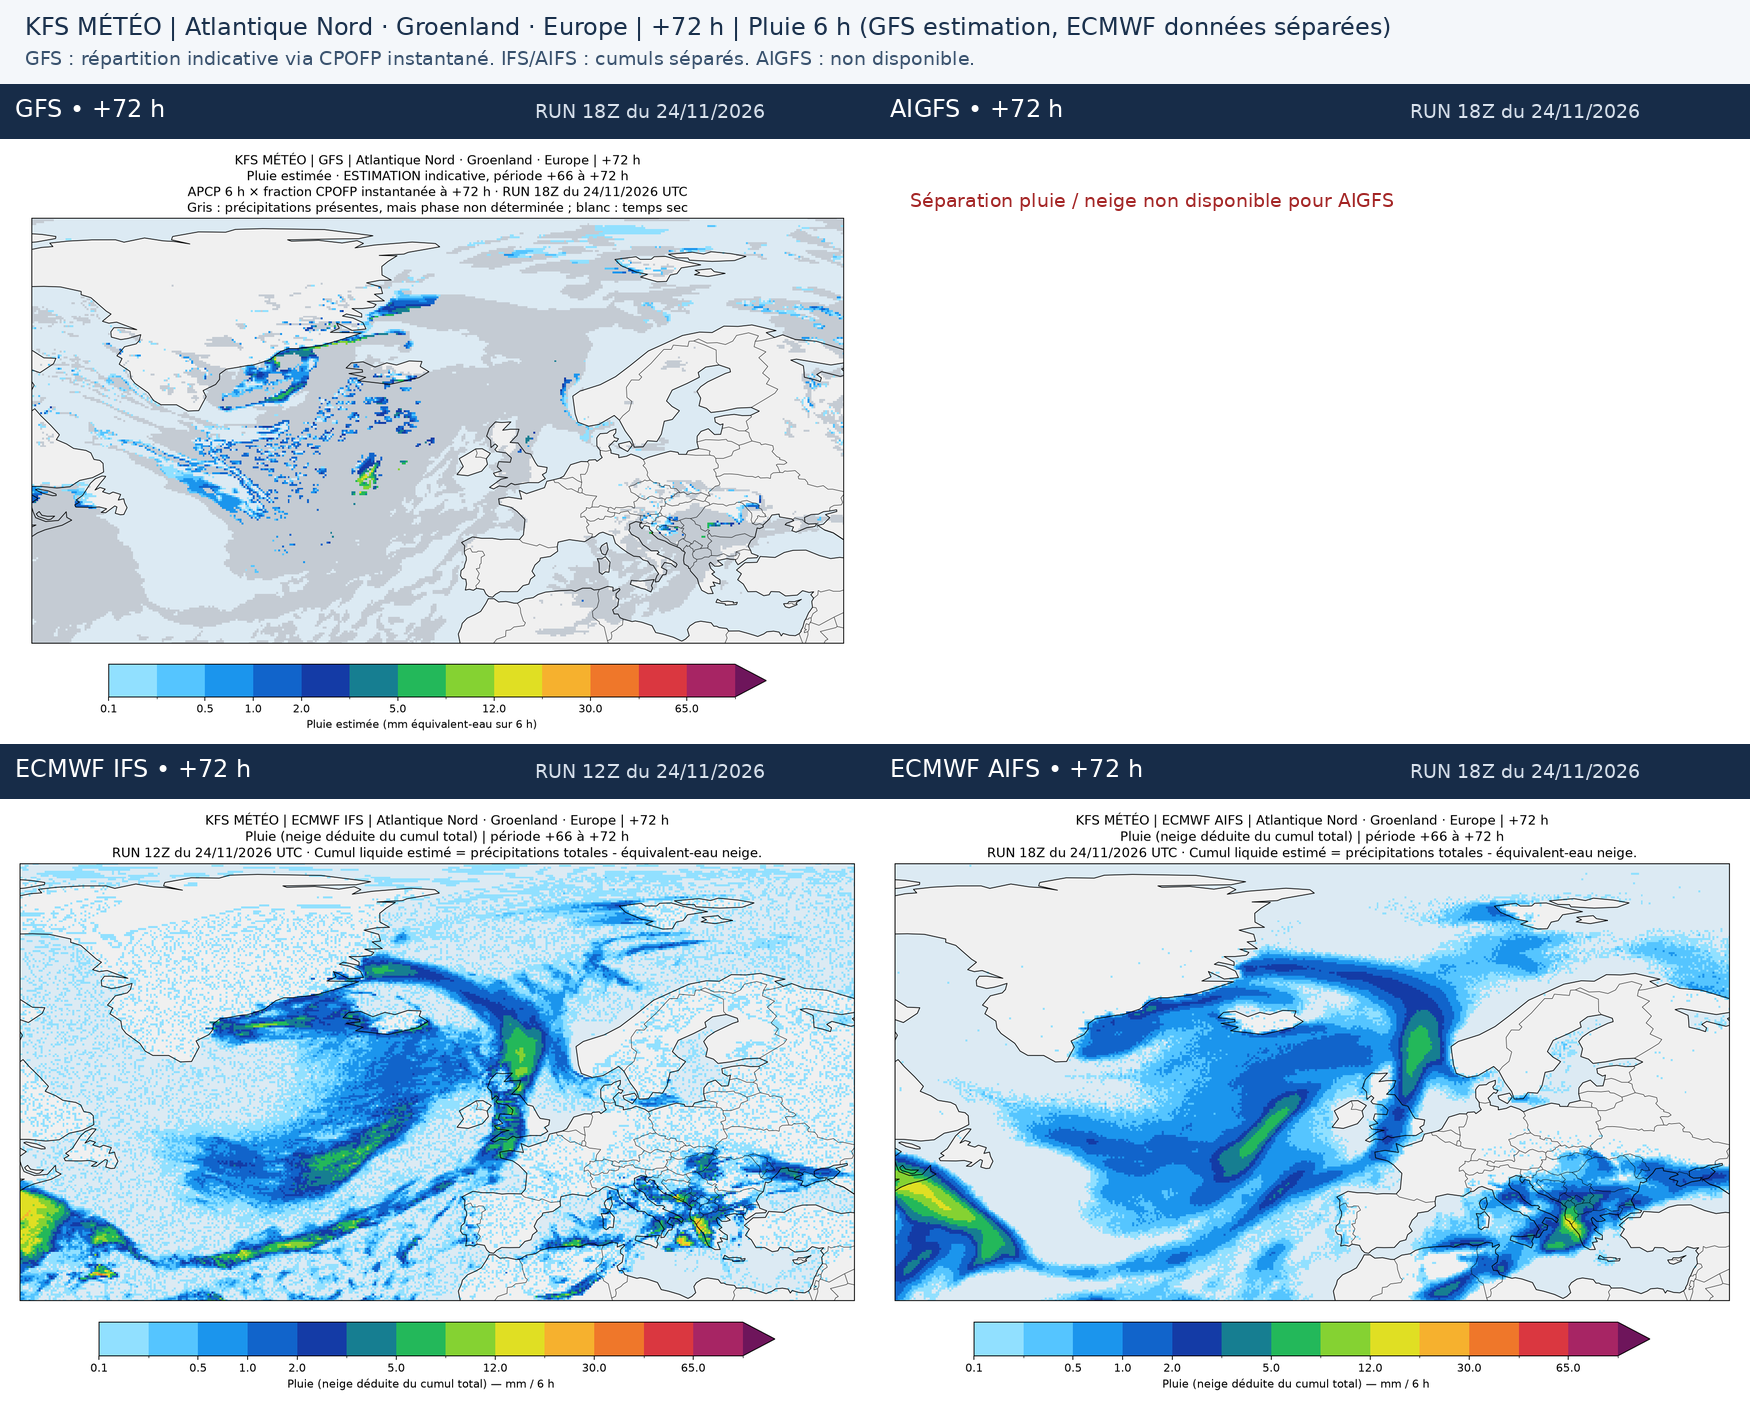 KFS MÉTÉO | Atlantique Nord · Groenland · Europe | +72 h | Pluie 6 h (GFS estimation, ECMWF données séparées)
GFS : répartition indicative via CPOFP instantané. IFS/AIFS : cumuls séparés. AIGFS : non disponible.
GFS • +72 h
RUN 18Z du 24/11/2026
AIGFS • +72 h
RUN 18Z du 24/11/2026
KFS MÉTÉO | GFS | Atlantique Nord · Groenland · Europe | +72 h
Pluie estimée · ESTIMATION indicative, période +66 à +72 h
APCP 6 h × fraction CPOFP instantanée à +72 h · RUN 18Z du 24/11/2026 UTC
Gris : précipitations présentes, mais phase non déterminée ; blanc : temps sec
Séparation pluie / neige non disponible pour AIGFS
0.1 0.5 1.0 2.0 5.0 12.0 30.0 65.0
Pluie estimée (mm équivalent-eau sur 6 h)
ECMWF IFS • +72 h
RUN 12Z du 24/11/2026
ECMWF AIFS • +72 h
RUN 18Z du 24/11/2026
KFS MÉTÉO | ECMWF IFS | Atlantique Nord · Groenland · Europe | +72 h
Pluie (neige déduite du cumul total) | période +66 à +72 h
RUN 12Z du 24/11/2026 UTC · Cumul liquide estimé = précipitations totales - équivalent-eau neige.
KFS MÉTÉO | ECMWF AIFS | Atlantique Nord · Groenland · Europe | +72 h
Pluie (neige déduite du cumul total) | période +66 à +72 h
RUN 18Z du 24/11/2026 UTC · Cumul liquide estimé = précipitations totales - équivalent-eau neige.
0.1 0.5 1.0 2.0 5.0 12.0 30.0 65.0
Pluie (neige déduite du cumul total) — mm / 6 h
0.1 0.5 1.0 2.0 5.0 12.0 30.0 65.0
Pluie (neige déduite du cumul total) — mm / 6 h